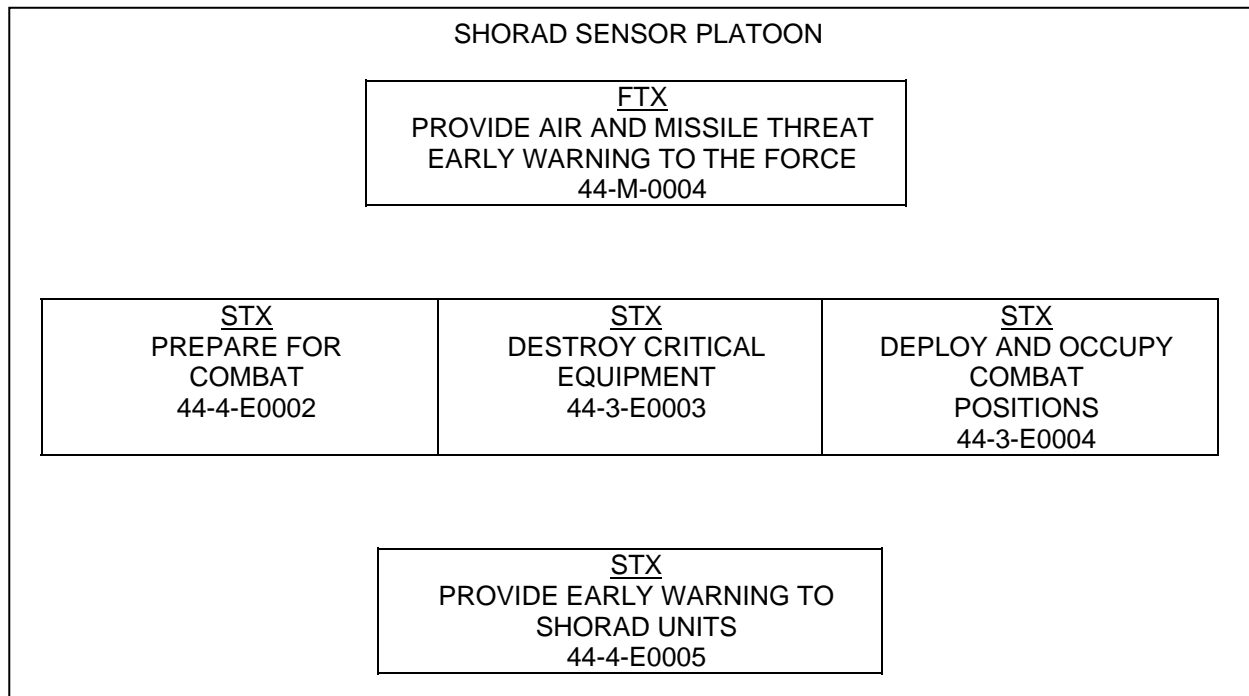 SHORAD SENSOR PLATOON
FTX
PROVIDE AIR AND MISSILE THREAT
EARLY WARNING TO THE FORCE
44-M-0004
STX
PREPARE FOR
COMBAT
44-4-E0002
STX
DESTROY CRITICAL
EQUIPMENT
44-3-E0003
STX
DEPLOY AND OCCUPY
COMBAT
POSITIONS
44-3-E0004
STX
PROVIDE EARLY WARNING TO
SHORAD UNITS
44-4-E0005